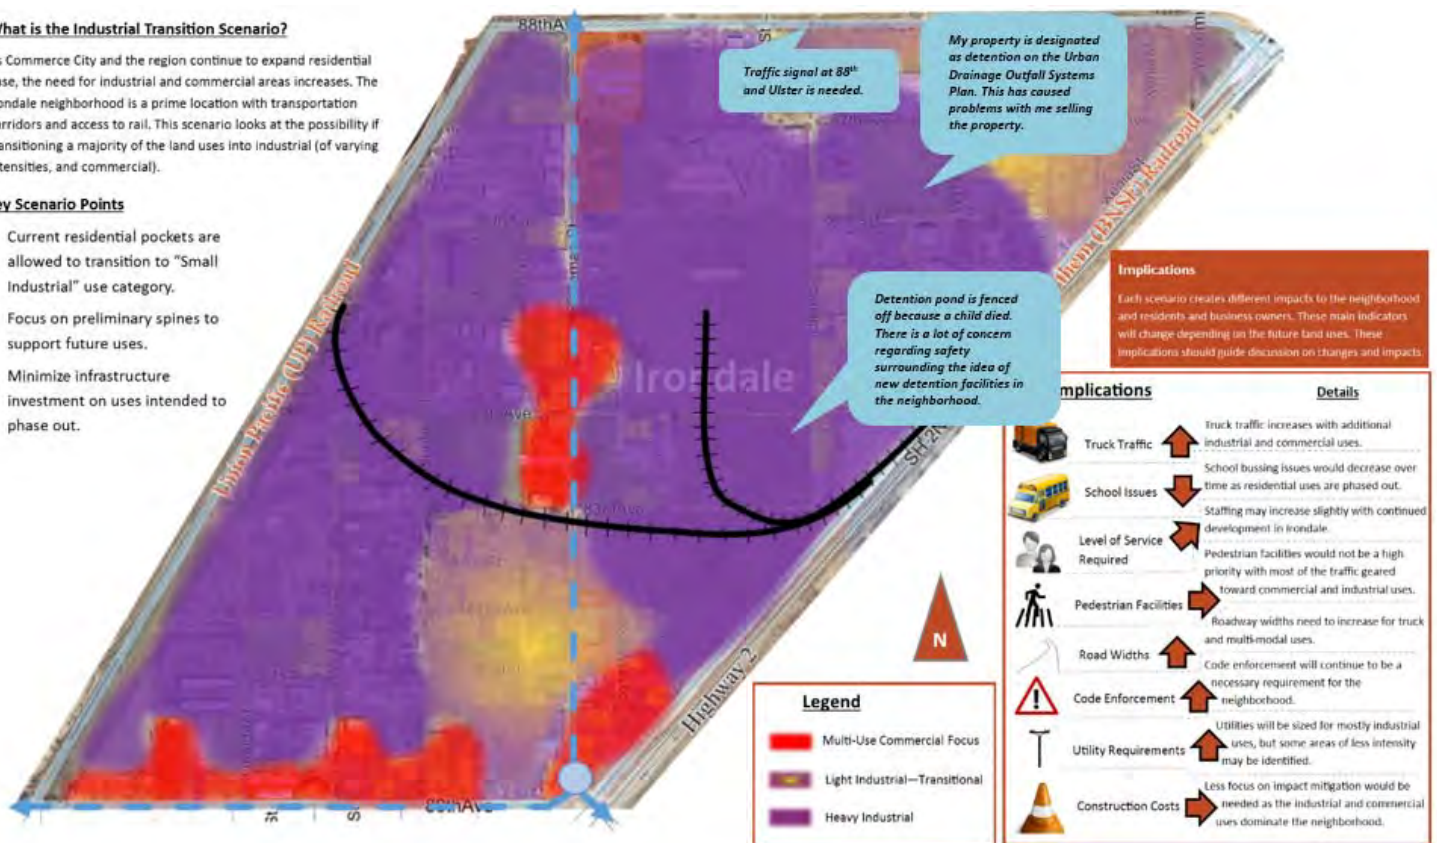 What is the Industrial Transition Scenario?
s Commerce City and the region continue to expand residential
use, the need for industrial and commercial areas increases. The
rondale neighborhood is a prime location with transportation
rridors and access to rail. This scenario looks at the possibility if
ansitioning a majority of the land uses into industrial (of varying
tensities, and commercial).
ey Scenario Points
Current residential pockets are
allowed to transition to “Small
Industrial” use category.
Focus on preliminary spines to
support future uses.
Minimize infrastructure
investment on uses intended to
phase out.
88thA
St
Traffic signal at 88th
and Ulster is needed.
My property is designated
as detention on the Urban
Drainage Outfall Systems
Plan. This has caused
problems with me selling
the property.
Detention pond is fenced
off because a child died.
There is a lot of concern
regarding safety
surrounding the idea of
new detention facilities in
the neighborhood.
Union Pacific (UP) Railroad
thern (BNSF) Railroad
Irondale
Ave
83rdAve
SH 2N
Highway 2
80thAve
St
S
N
Legend
Multi-Use Commercial Focus
Light Industrial—Transitional
Heavy Industrial
Implications
Each scenario creates different impacts to the neighborhood
and residents and business owners. These main indicators
will change depending on the future land uses. These
implications should guide discussion on changes and impacts
mplications
Details
Truck Traffic
Truck traffic increases with additional
industrial and commercial uses.
School Issues
School bussing issues would decrease over
time as residential uses are phased out.
Level of Service
Required
Staffing may increase slightly with continued
development in Irondale.
Pedestrian Facilities
Pedestrian facilities would not be a high
priority with most of the traffic geared
toward commercial and industrial uses.
Road Widths
Roadway widths need to increase for truck
and multi-modal uses.
Code Enforcement
Code enforcement will continue to be a
necessary requirement for the
neighborhood.
Utility Requirements
Utilities will be sized for mostly industrial
uses, but some areas of less intensity
may be identified.
Construction Costs
Less focus on impact mitigation would be
needed as the industrial and commercial
uses dominate the neighborhood.